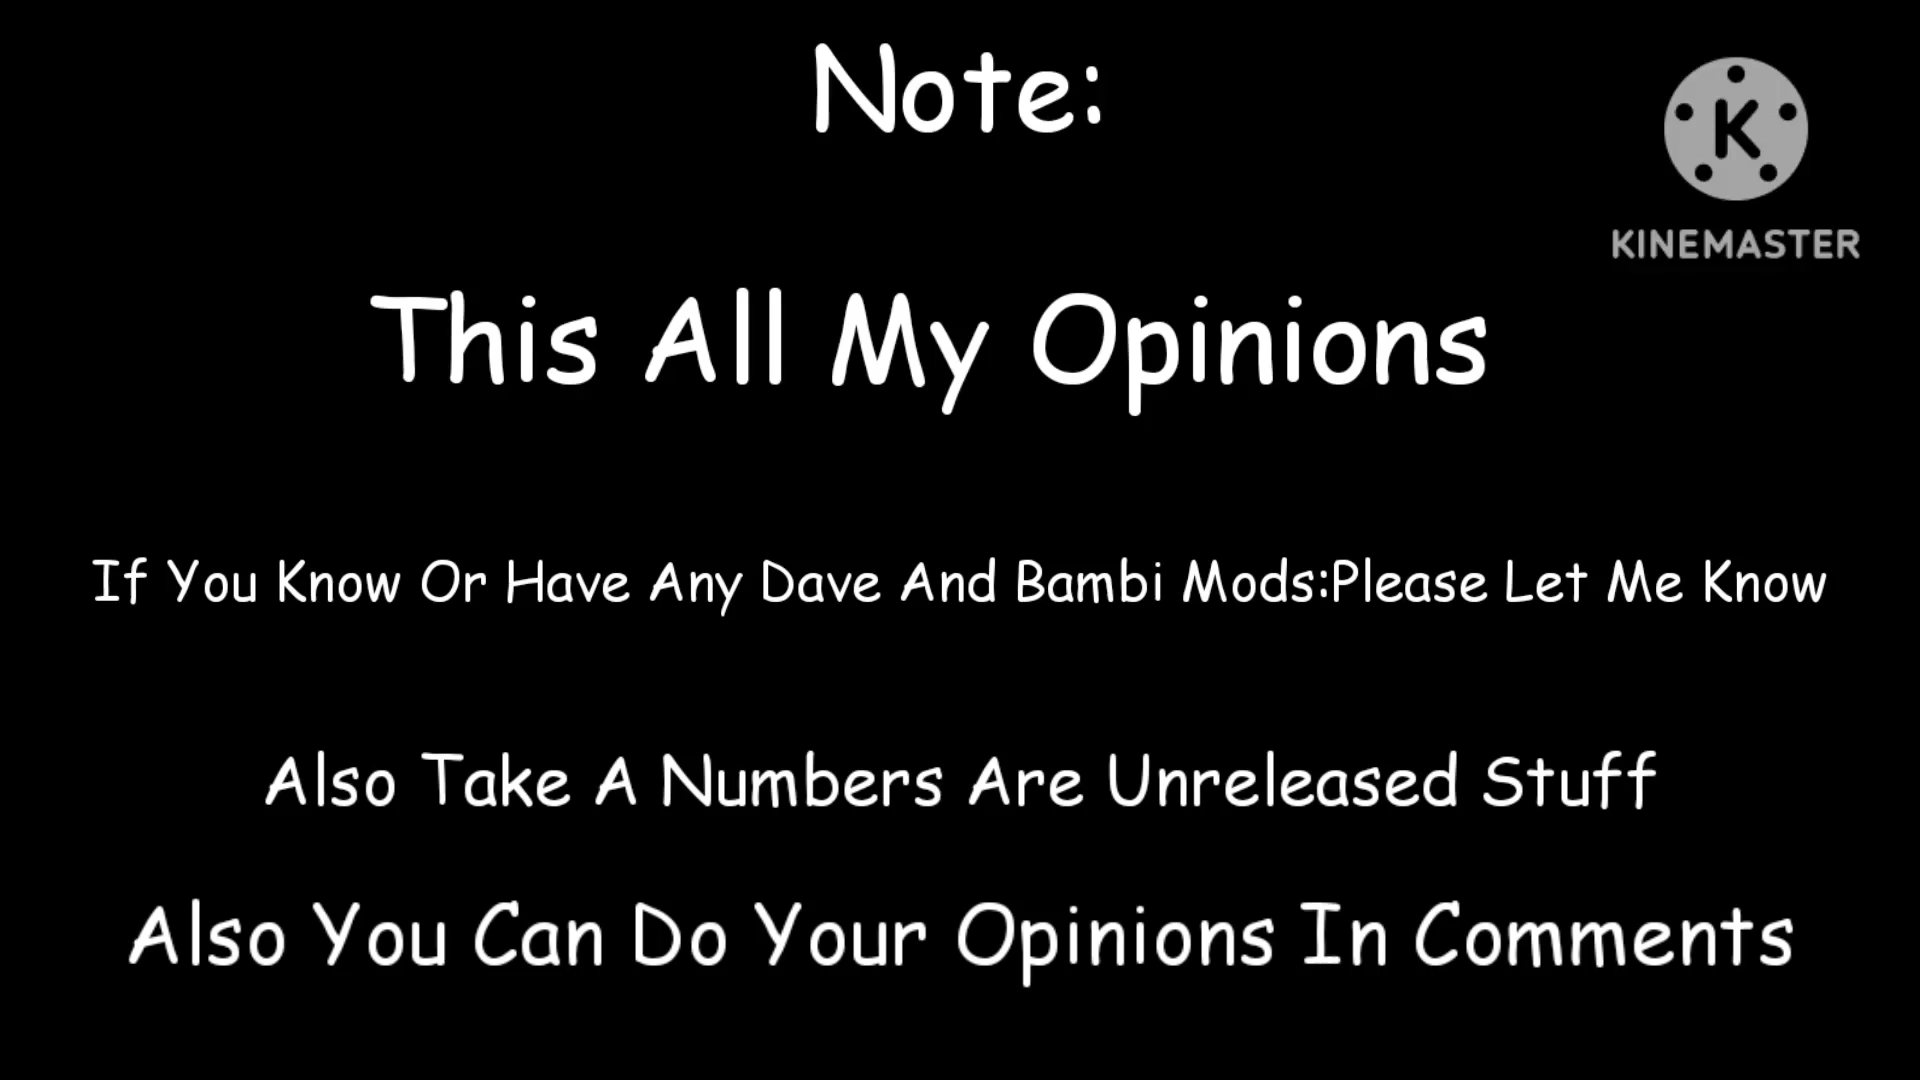 Note:
K
KINEMASTER
This All My Opinions
If You Know Or Have Any Dave And Bambi Mods:Please Let Me Know
Also Take A Numbers Are Unreleased Stuff
Also You Can Do Your Opinions In Comments